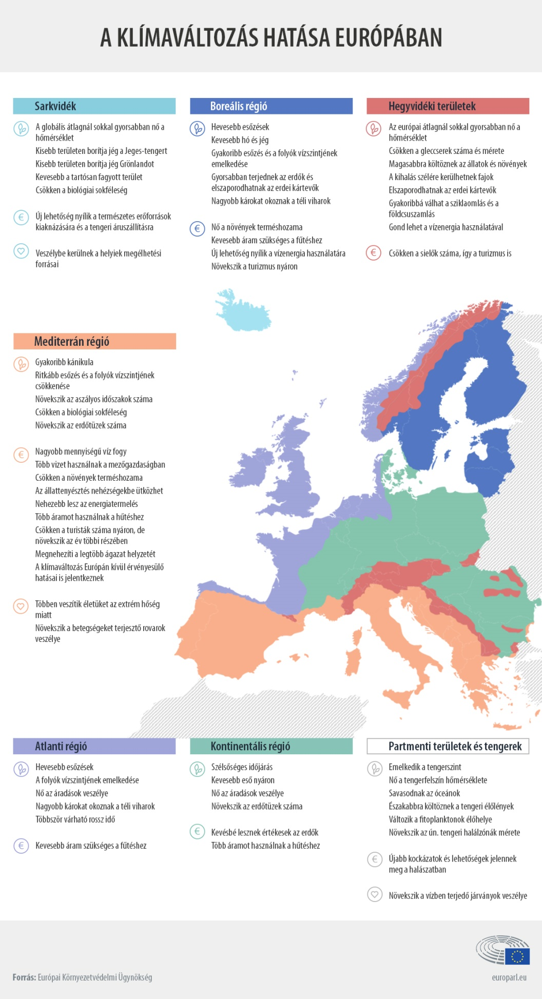 A KLÍMAVÁLTOZÁS HATÁSA EURÓPÁBAN
Sarkvidék
A globális átlagnál sokkal gyorsabban nő a
hőmérséklet
Kisebb területen borítja jég a Jeges-tengert
Kisebb területen borítja jég Grönlandot
Kevesebb a tartósan fagyott terület
Csökken a biológiai sokféleség
€
Új lehetőség nyílik a természetes erőforrások
kiaknázására és a tengeri áruszállításra
Veszélybe kerülnek a helyiek megélhetési
forrásai
Boreális régió
Hevesebb esőzések
Kevesebb hó és jég
Gyakoribb esőzés és a folyók vízszintjének
emelkedése
Gyorsabban terjednek az erdők és
elszaporodhatnak az erdei kártevők
Nagyobb károkat okoznak a téli viharok
€
Nő a növények terméshozama
Kevesebb áram szükséges a fűtéshez
Új lehetőség nyílik a vízenergia használatára
Növekszik a turizmus nyáron
Hegyvidéki területek
Az európai átlagnál sokkal gyorsabban nő a
hőmérséklet
Csökken a gleccserek száma és mérete
Magasabbra költöznek az állatok és növények
A kihalás szélére kerülhetnek fajok
Elszaporodhatnak az erdei kártevők
Gyakoribbá válhat a sziklaomlás és a
földcsuszamlás
Gond lehet a vízenergia használatával
€
Csökken a sielők száma, így a turizmus is
Mediterrán régió
Gyakoribb kánikula
Ritkább esőzés és a folyók vízszintjének
csökkenése
Növekszik az aszályos időszakok száma
Csökken a biológiai sokféleség
Növekszik az erdőtüzek száma
€
Nagyobb mennyiségű víz fogy
Több vizet használnak a mezőgazdaságban
Csökken a növények terméshozama
Az állattenyésztés nehézségekbe ütközhet
Nehezebb lesz az energiatermelés
Több áramot használnak a hűtéshez
Csökken a turisták száma nyáron, de
növekszik az év többi részében
Megnehezíti a legtöbb ágazat helyzetét
A klímaváltozás Európán kívül érvényesülő
hatásai is jelentkeznek
Többen veszítik életüket az extrém hőség
miatt
Növekszik a betegségeket terjesztő rovarok
veszélye
Atlanti régió
Hevesebb esőzések
A folyók vízszintjének emelkedése
Nő az áradások veszélye
Nagyobb károkat okoznak a téli viharok
Többször várható rossz idő
€
Kevesebb áram szükséges a fűtéshez
Kontinentális régió
Szélsőséges időjárás
Kevesebb eső nyáron
Nő az áradások veszélye
Növekszik az erdőtüzek száma
€
Kevésbé lesznek értékesek az erdők
Több áramot használnak a hűtéshez
Partmenti területek és tengerek
Emelkedik a tengerszint
Nő a tengerfelszín hőmérséklete
Savasodnak az óceánok
Északabbra költöznek a tengeri élőlények
Változik a fitoplanktonok élőhelye
Növekszik az ún. tengeri halálzónák mérete
€
Újabb kockázatok és lehetőségek jelennek
meg a halászatban
Növekszik a vízben terjedő járványok veszélye
Forrás: Európai Környezetvédelmi Ügynökség
europarl.eu